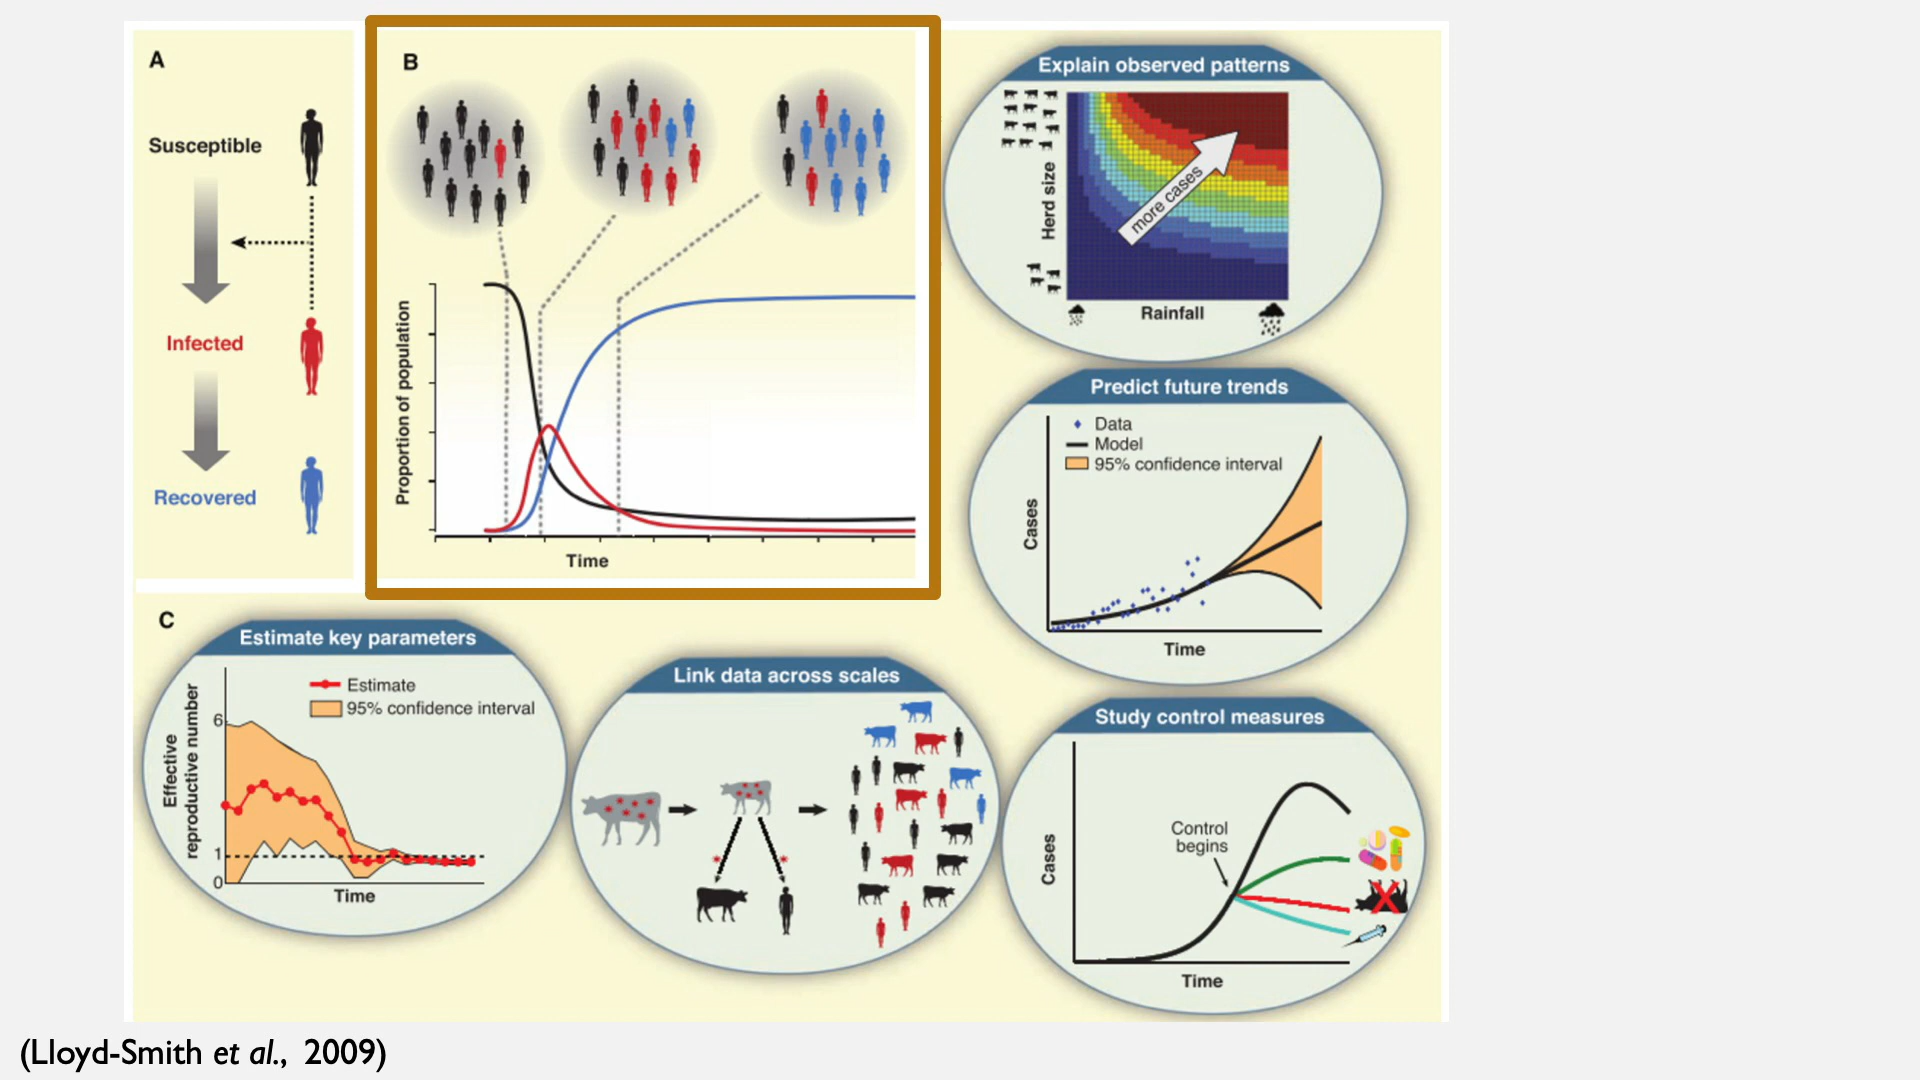 A
Susceptible
Infected
Recovered
B
Proportion of population
Time
Explain observed patterns
Herd size
more cases
Rainfall
Predict future trends
Data
Model
95% confidence interval
Cases
Time
C
Estimate key parameters
Estimate
95% confidence interval
Effective
reproductive number
6
1
0
Time
Link data across scales
Study control measures
Control
begins
Cases
Time
(Lloyd-Smith et al., 2009)